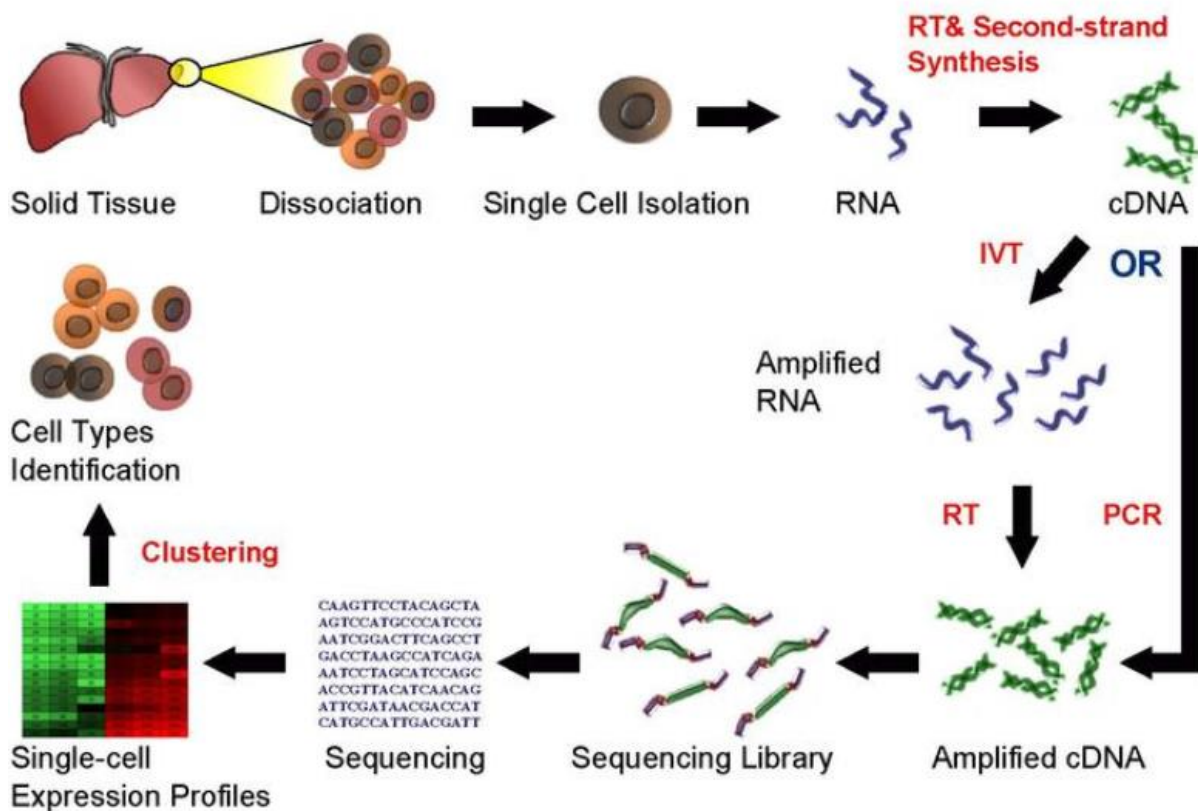 RT& Second-strand
Synthesis
Solid Tissue
Dissociation
Single Cell Isolation
RNA
cDNA
IVT
OR
Amplified
RNA
RT
PCR
Amplified cDNA
Sequencing Library
CAAGTTCCTACAGCTA
AGTCCATGCCCATCCG
AATCGGACTTCAGCCT
GACCTAAGCCATCAGA
AATCCTAGCATCCAGC
ACCGTTACATCAACAG
ATTCGATAACGACCAT
CATGCCATTGACGATT
Sequencing
Single-cell
Expression Profiles
Clustering
Cell Types
Identification